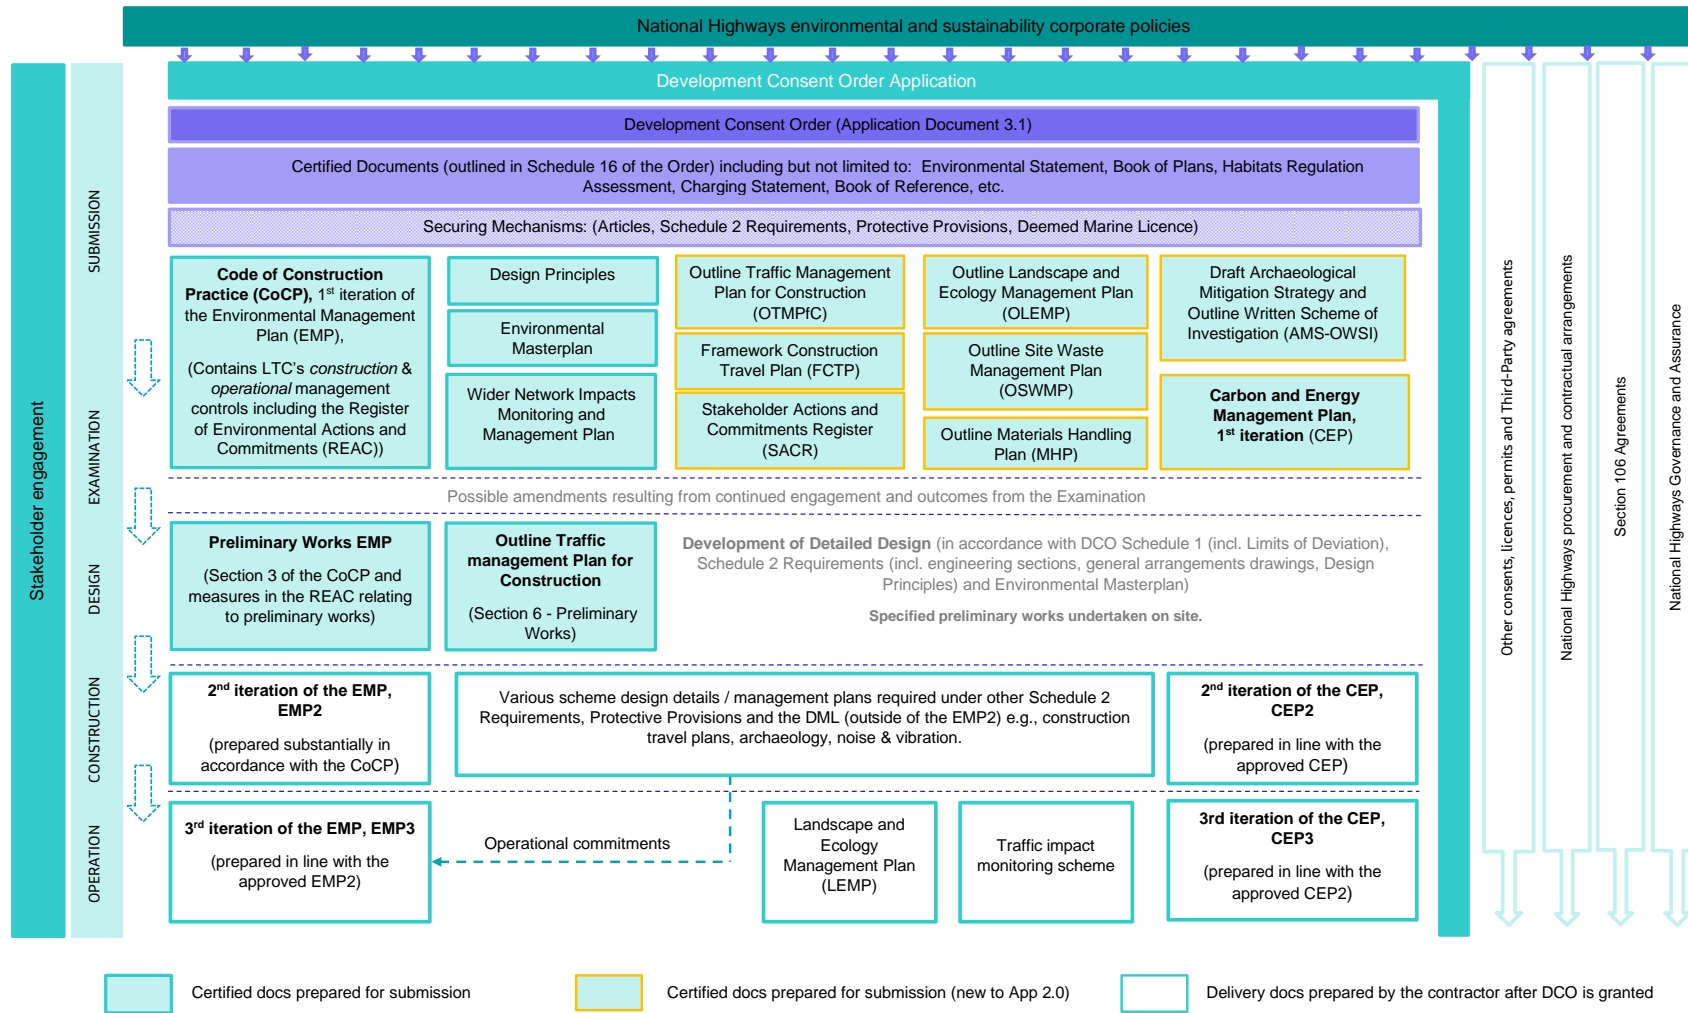 National Highways environmental and sustainability corporate policies
Stakeholder engagement
SUBMISSION
EXAMINATION
DESIGN
CONSTRUCTION
OPERATION
Development Consent Order Application
Development Consent Order (Application Document 3.1)
Certified Documents (outlined in Schedule 16 of the Order) including but not limited to: Environmental Statement, Book of Plans, Habitats Regulation
Assessment, Charging Statement, Book of Reference, etc.
Securing Mechanisms: (Articles, Schedule 2 Requirements, Protective Provisions, Deemed Marine Licence)
Code of Construction
Practice (CoCP), 1st iteration of
the Environmental Management
Plan (EMP),
(Contains LTC's construction &
operational management
controls including the Register
of Environmental Actions and
Commitments (REAC))
Design Principles
Environmental
Masterplan
Wider Network Impacts
Monitoring and
Management Plan
Outline Traffic Management
Plan for Construction
(OTMPfC)
Framework Construction
Travel Plan (FCTP)
Stakeholder Actions and
Commitments Register
(SACR)
Outline Landscape and
Ecology Management Plan
(OLEMP)
Outline Site Waste
Management Plan
(OSWMP)
Outline Materials Handling
Plan (MHP)
Draft Archaeological
Mitigation Strategy and
Outline Written Scheme of
Investigation (AMS-OWSI)
Carbon and Energy
Management Plan,
1st iteration (CEP)
Possible amendments resulting from continued engagement and outcomes from the Examination
Preliminary Works EMP
(Section 3 of the CoCP and
measures in the REAC relating
to preliminary works)
Outline Traffic
management Plan for
Construction
(Section 6 - Preliminary
Works)
Development of Detailed Design (in accordance with DCO Schedule 1 (incl. Limits of Deviation),
Schedule 2 Requirements (incl. engineering sections, general arrangements drawings, Design
Principles) and Environmental Masterplan)
Specified preliminary works undertaken on site.
2nd iteration of the EMP,
EMP2
(prepared substantially in
accordance with the CoCP)
Various scheme design details / management plans required under other Schedule 2
Requirements, Protective Provisions and the DML (outside of the EMP2) e.g., construction
travel plans, archaeology, noise & vibration.
2nd iteration of the CEP,
CEP2
(prepared in line with the
approved CEP)
3rd iteration of the EMP, EMP3
(prepared in line with the
approved EMP2)
Operational commitments
Landscape and
Ecology
Management Plan
(LEMP)
Traffic impact
monitoring scheme
3rd iteration of the CEP,
CEP3
(prepared in line with the
approved CEP2)
Other consents, licences, permits and Third-Party agreements
National Highways procurement and contractual arrangements
Section 106 Agreements
National Highways Governance and Assurance
Certified docs prepared for submission
Certified docs prepared for submission (new to App 2.0)
Delivery docs prepared by the contractor after DCO is granted